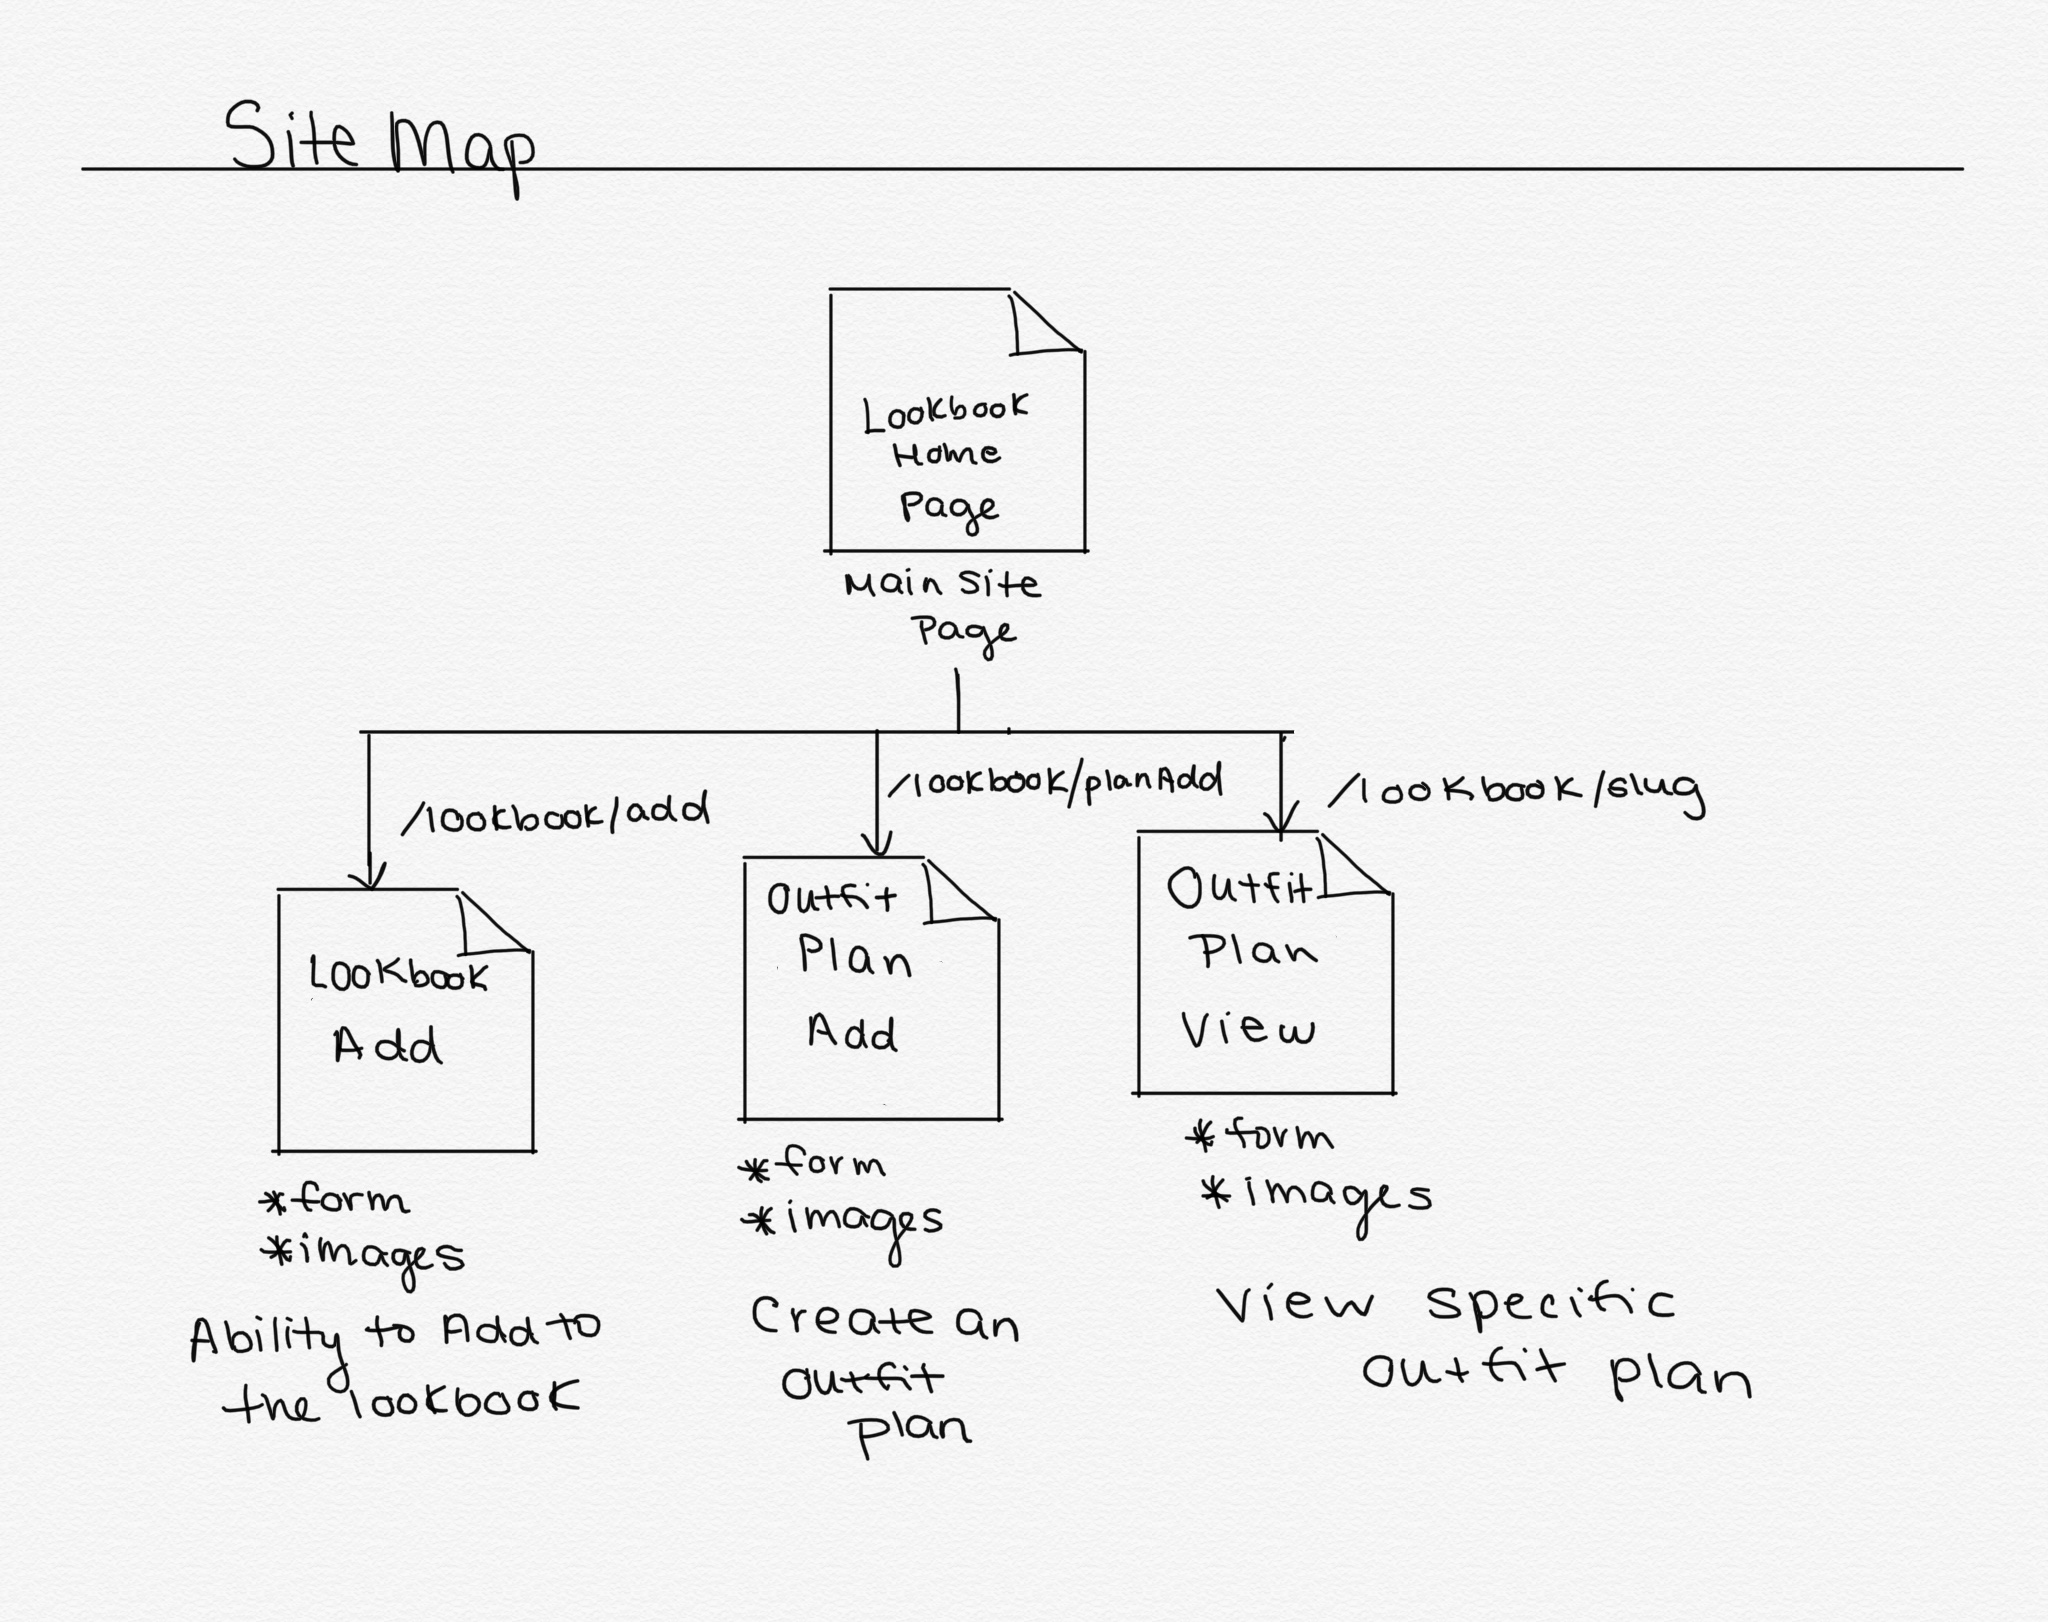 Site Map
Lookbook
Home
Page
Main Site
Page
/lookbook/add
/lookbook/planAdd
/lookbook/slug
Lookbook
Add
*form
*images
Ability to Add to
the lookbook
Outfit
Plan
Add
*form
*images
Create an
outfit
plan
Outfit
Plan
View
*form
*images
View specific
outfit plan